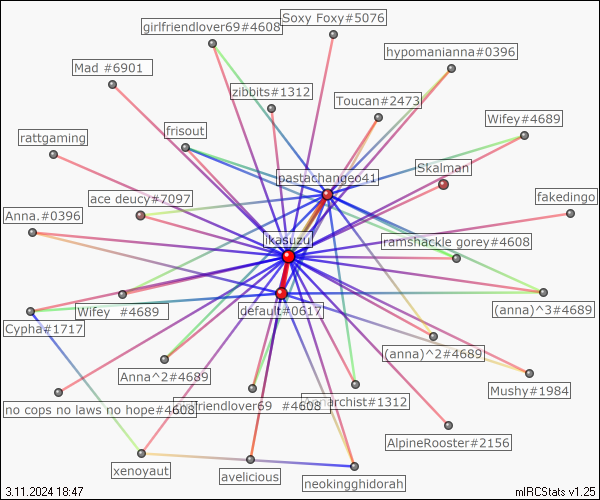 Soxy Foxy#5076
girlfriendlover69#4608
hypomanianna#0396
Mad #6901
zibbits#1312
Toucan#2473
Wifey#4689
frisout
rattgaming
Skaiman
pastachangeo41
ace deucy#7097
fakedingo
Anna.#0396
ikasuzu
ramshackle gorey#4608
Wifey #4689
default#0617
(anna)^3#4689
Cypha#1717
(anna)^2#4689
Anna^2#4689
Mushy#1984
no cops no laws no hope#4608
girlfriendlover69 #4608
#1312
AlpineRooster#2156
xenoyaut
avelicious
neokingghidorah
3.11.2024 18:47
mIRCStats v1.25